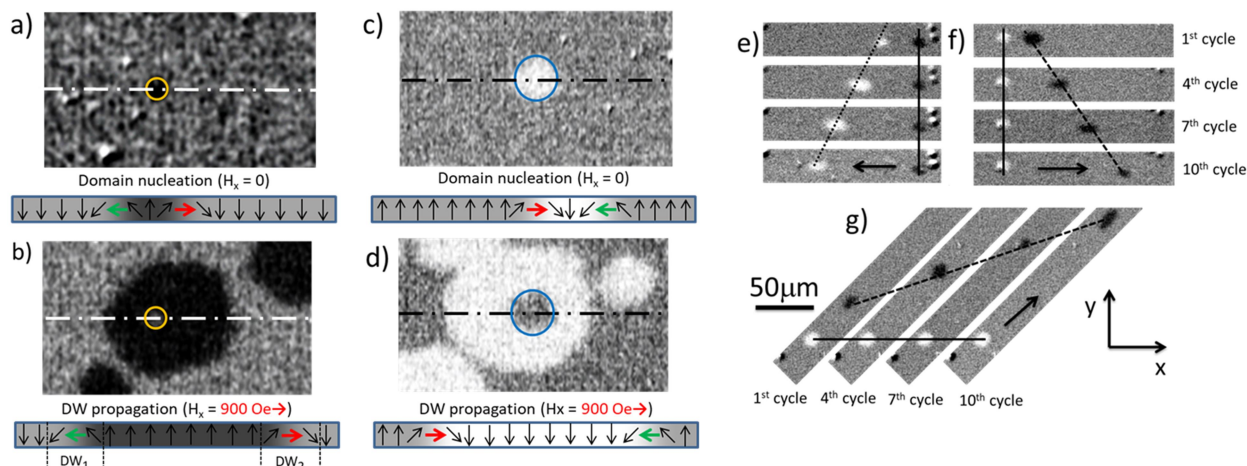 a)
Domain nucleation (Hx = 0)
b)
DW propagation (Hx = 900 Oe→)
DW1
DW2
c)
Domain nucleation (Hx = 0)
d)
DW propagation (Hx = 900 Oe→)
e)
f)
1st cycle
4th cycle
7th cycle
10th cycle
g)
50μm
y
x
1st cycle 4th cycle 7th cycle 10th cycle